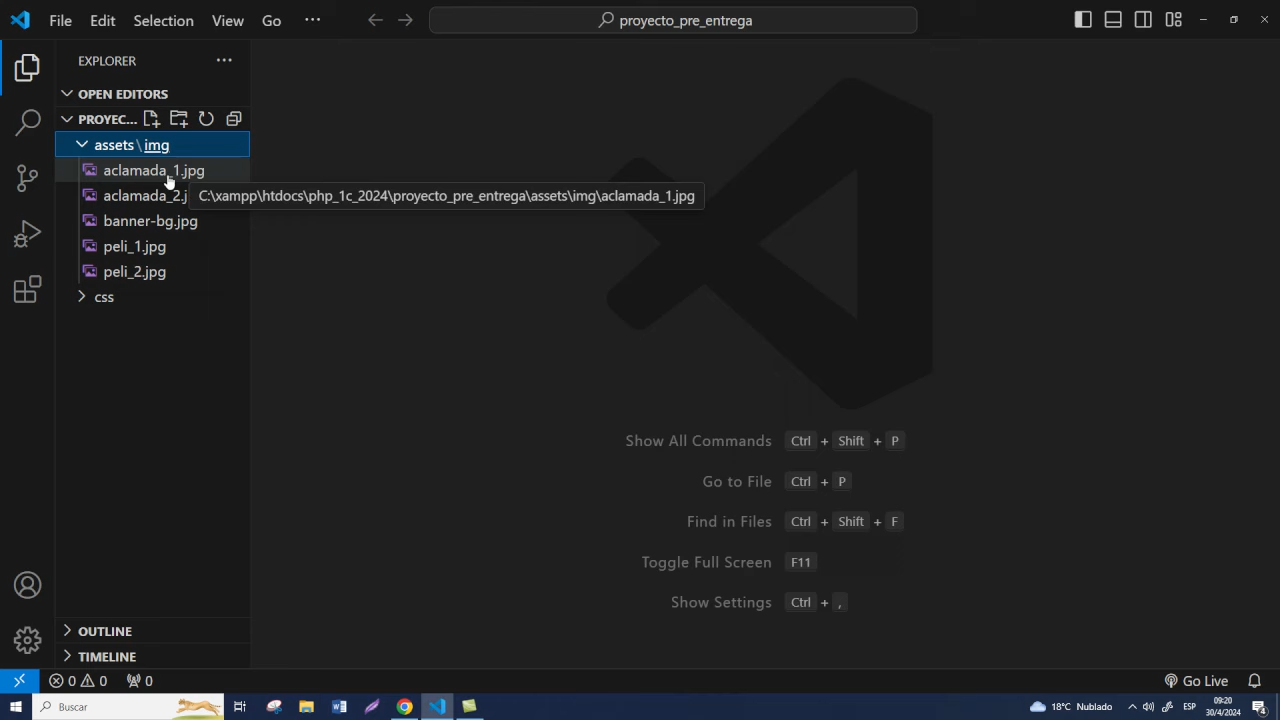 File Edit Selection View Go ···
proyecto_pre_entrega
EXPLORER
OPEN EDITORS
PROYEC...
assets\img
aclamada_1.jpg
aclamada_2.j
C:\xampp\htdocs\php_1c_2024\proyecto_pre_entrega\assets\img\aclamada_1.jpg
banner-bg.jpg
peli_1.jpg
peli_2.jpg
css
Show All Commands Ctrl + Shift + P
Go to File Ctrl + P
Find in Files Ctrl + Shift + F
Toggle Full Screen F11
Show Settings Ctrl + ,
OUTLINE
TIMELINE
0 0 0 Go Live
Buscar 18°C Nublado ESP 09:20
30/4/2024 4